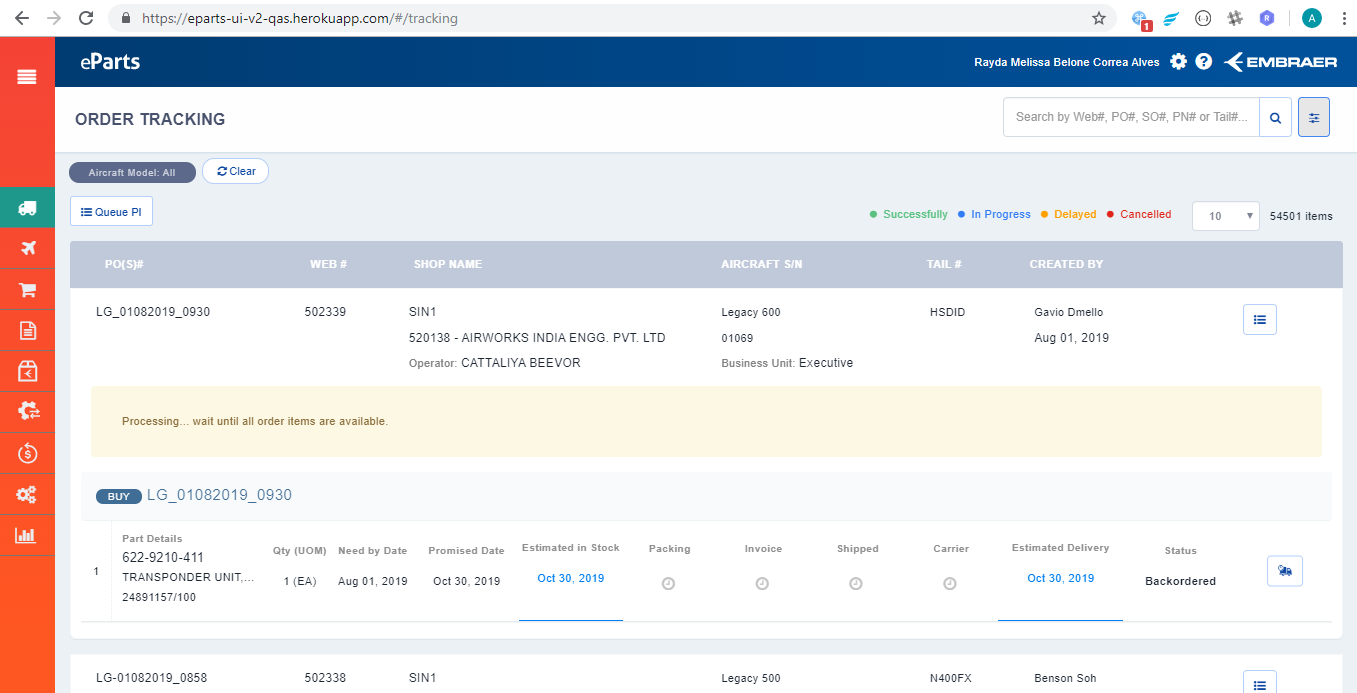 https://eparts-ui-v2-qas.herokuapp.com/#/tracking
1
R
A
eParts
Rayda Melissa Belone Correa Alves
EMBRAER
ORDER TRACKING
Search by Web#, PO#, SO#, PN# or Tail#...
Aircraft Model: All
Clear
Queue PI
Successfully In Progress Delayed Cancelled
10
54501 items
PO(S)# WEB # SHOP NAME AIRCRAFT S/N TAIL # CREATED BY
LG_01082019_0930 502339 SIN1 Legacy 600 HSDID Gavio Dmello
520138 - AIRWORKS INDIA ENGG. PVT. LTD 01069 Aug 01, 2019
Operator: CATTALIYA BEEVOR Business Unit: Executive
Processing... wait until all order items are available.
BUY LG_01082019_0930
Part Details
Qty (UOM) Need by Date Promised Date Estimated in Stock Packing Invoice Shipped Carrier Estimated Delivery Status
622-9210-411
1 TRANSPONDER UNIT,... 1 (EA) Aug 01, 2019 Oct 30, 2019 Oct 30, 2019 Oct 30, 2019 Backordered
24891157/100
LG-01082019_0858 502338 SIN1 Legacy 500 N400FX Benson Soh